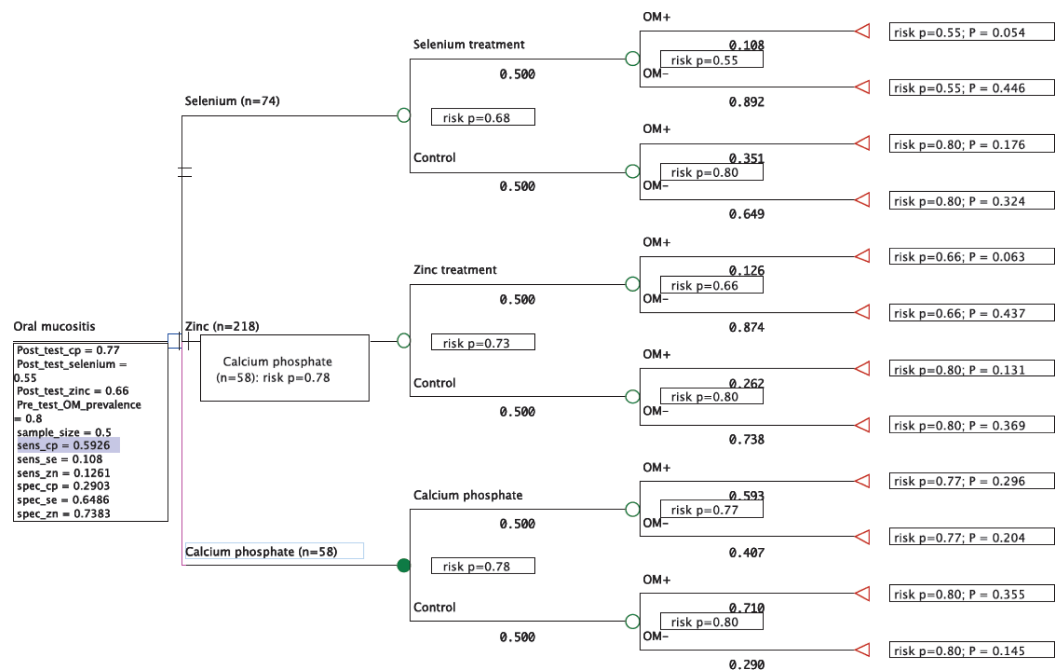 OM+
risk p=0.55; P = 0.054
Selenium treatment
0.108
risk p=0.55
0.500
OM-
risk p=0.55; P = 0.446
0.892
Selenium (n=74)
risk p=0.68
OM+
risk p=0.80; P = 0.176
Control
0.351
risk p=0.80
0.500
OM-
risk p=0.80; P = 0.324
0.649
OM+
risk p=0.66; P = 0.063
Zinc treatment
0.126
risk p=0.66
0.500
OM-
risk p=0.66; P = 0.437
0.874
Zinc (n=218)
risk p=0.73
Calcium phosphate
(n=58): risk p=0.78
OM+
risk p=0.80; P = 0.131
Control
0.262
risk p=0.80
0.500
OM-
risk p=0.80; P = 0.369
0.738
Oral mucositis
Post_test_cp = 0.77
Post_test_selenium =
0.55
Post_test_zinc = 0.66
Pre_test_OM_prevalence
= 0.8
sample_size = 0.5
sens_cp = 0.5926
sens_se = 0.108
sens_zn = 0.1261
spec_cp = 0.2903
spec_se = 0.6486
spec_zn = 0.7383
OM+
risk p=0.77; P = 0.296
Calcium phosphate
0.593
risk p=0.77
0.500
OM-
risk p=0.77; P = 0.204
0.407
Calcium phosphate (n=58)
risk p=0.78
OM+
risk p=0.80; P = 0.355
Control
0.710
risk p=0.80
0.500
OM-
risk p=0.80; P = 0.145
0.290